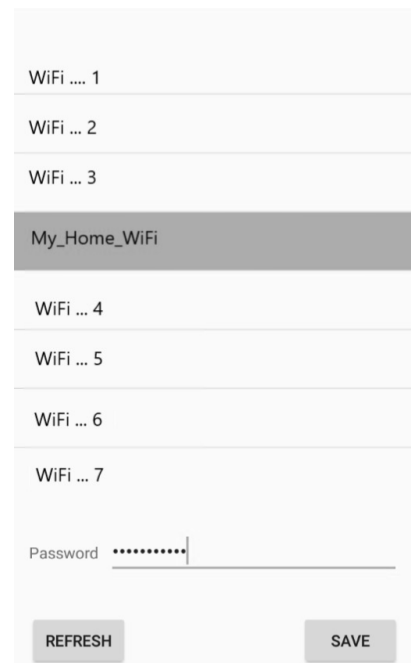 WiFi .... 1
WiFi ... 2
WiFi ... 3
My_Home_WiFi
WiFi ... 4
WiFi ... 5
WiFi ... 6
WiFi ... 7
Password •••••••••••
REFRESH SAVE